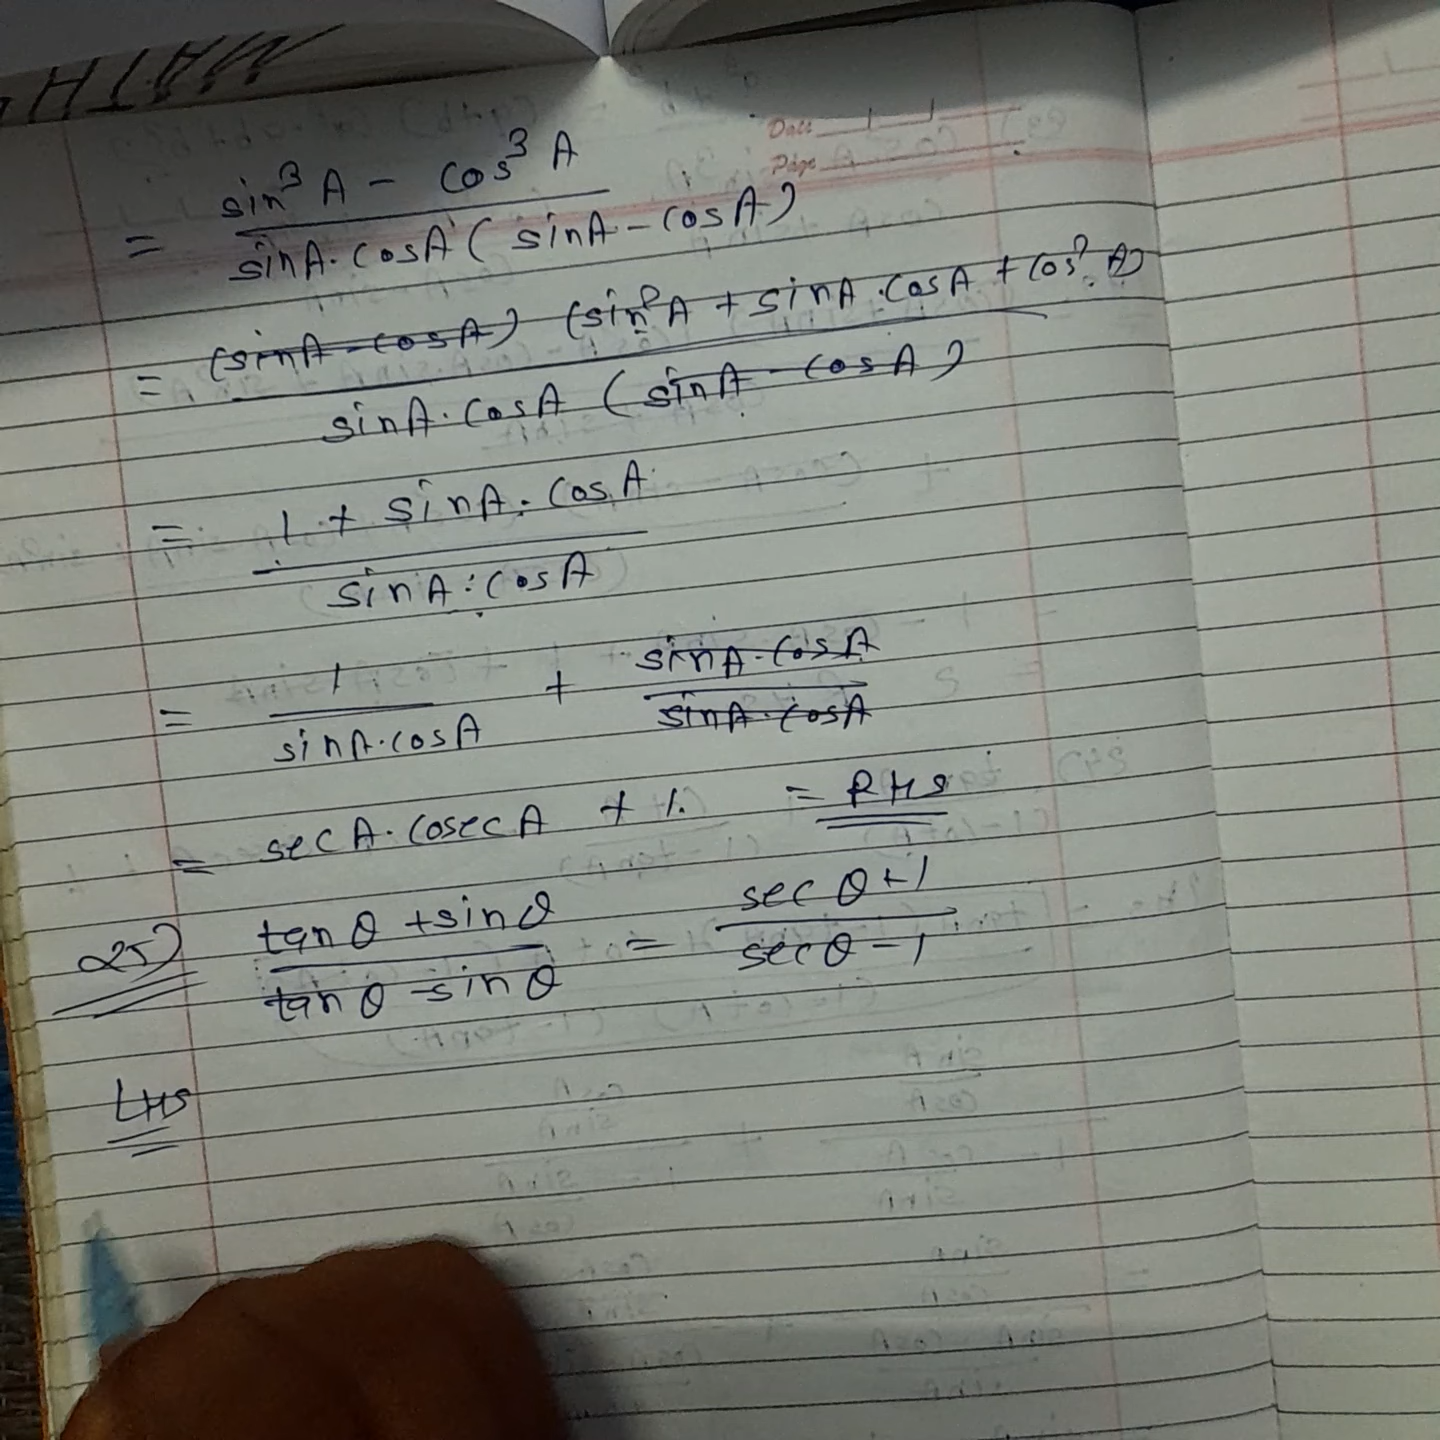 MATH
Date
Page
= sin³A - cos³A / sinA·cosA (sinA - cosA)
= (sinA - cosA) (sin²A + sinA·cosA + cos²A) / sinA·cosA (sinA - cosA)
= 1 + sinA·cosA / sinA·cosA
= 1 / sinA·cosA + sinA·cosA / sinA·cosA
= secA·cosecA + 1. = RHS
25) tanθ + sinθ / tanθ - sinθ = secθ + 1 / secθ - 1
LHS